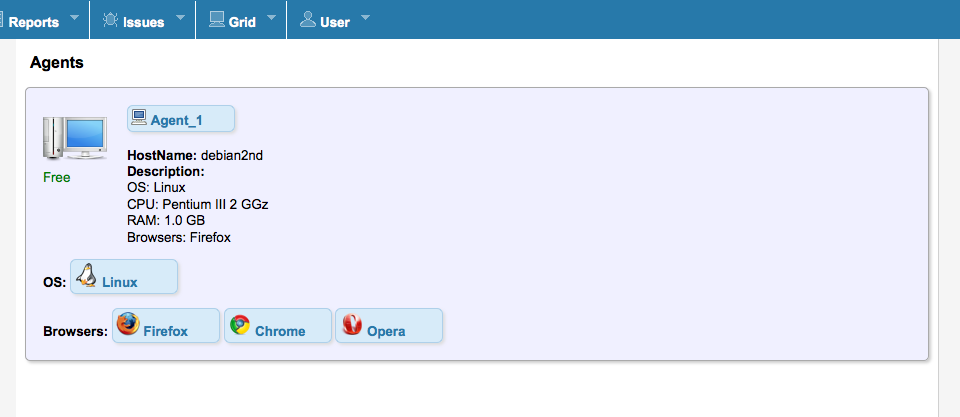 Reports Issues Grid User
Agents
Agent_1
HostName: debian2nd
Description:
Free
OS: Linux
CPU: Pentium III 2 GGz
RAM: 1.0 GB
Browsers: Firefox
OS: Linux
Browsers: Firefox Chrome Opera